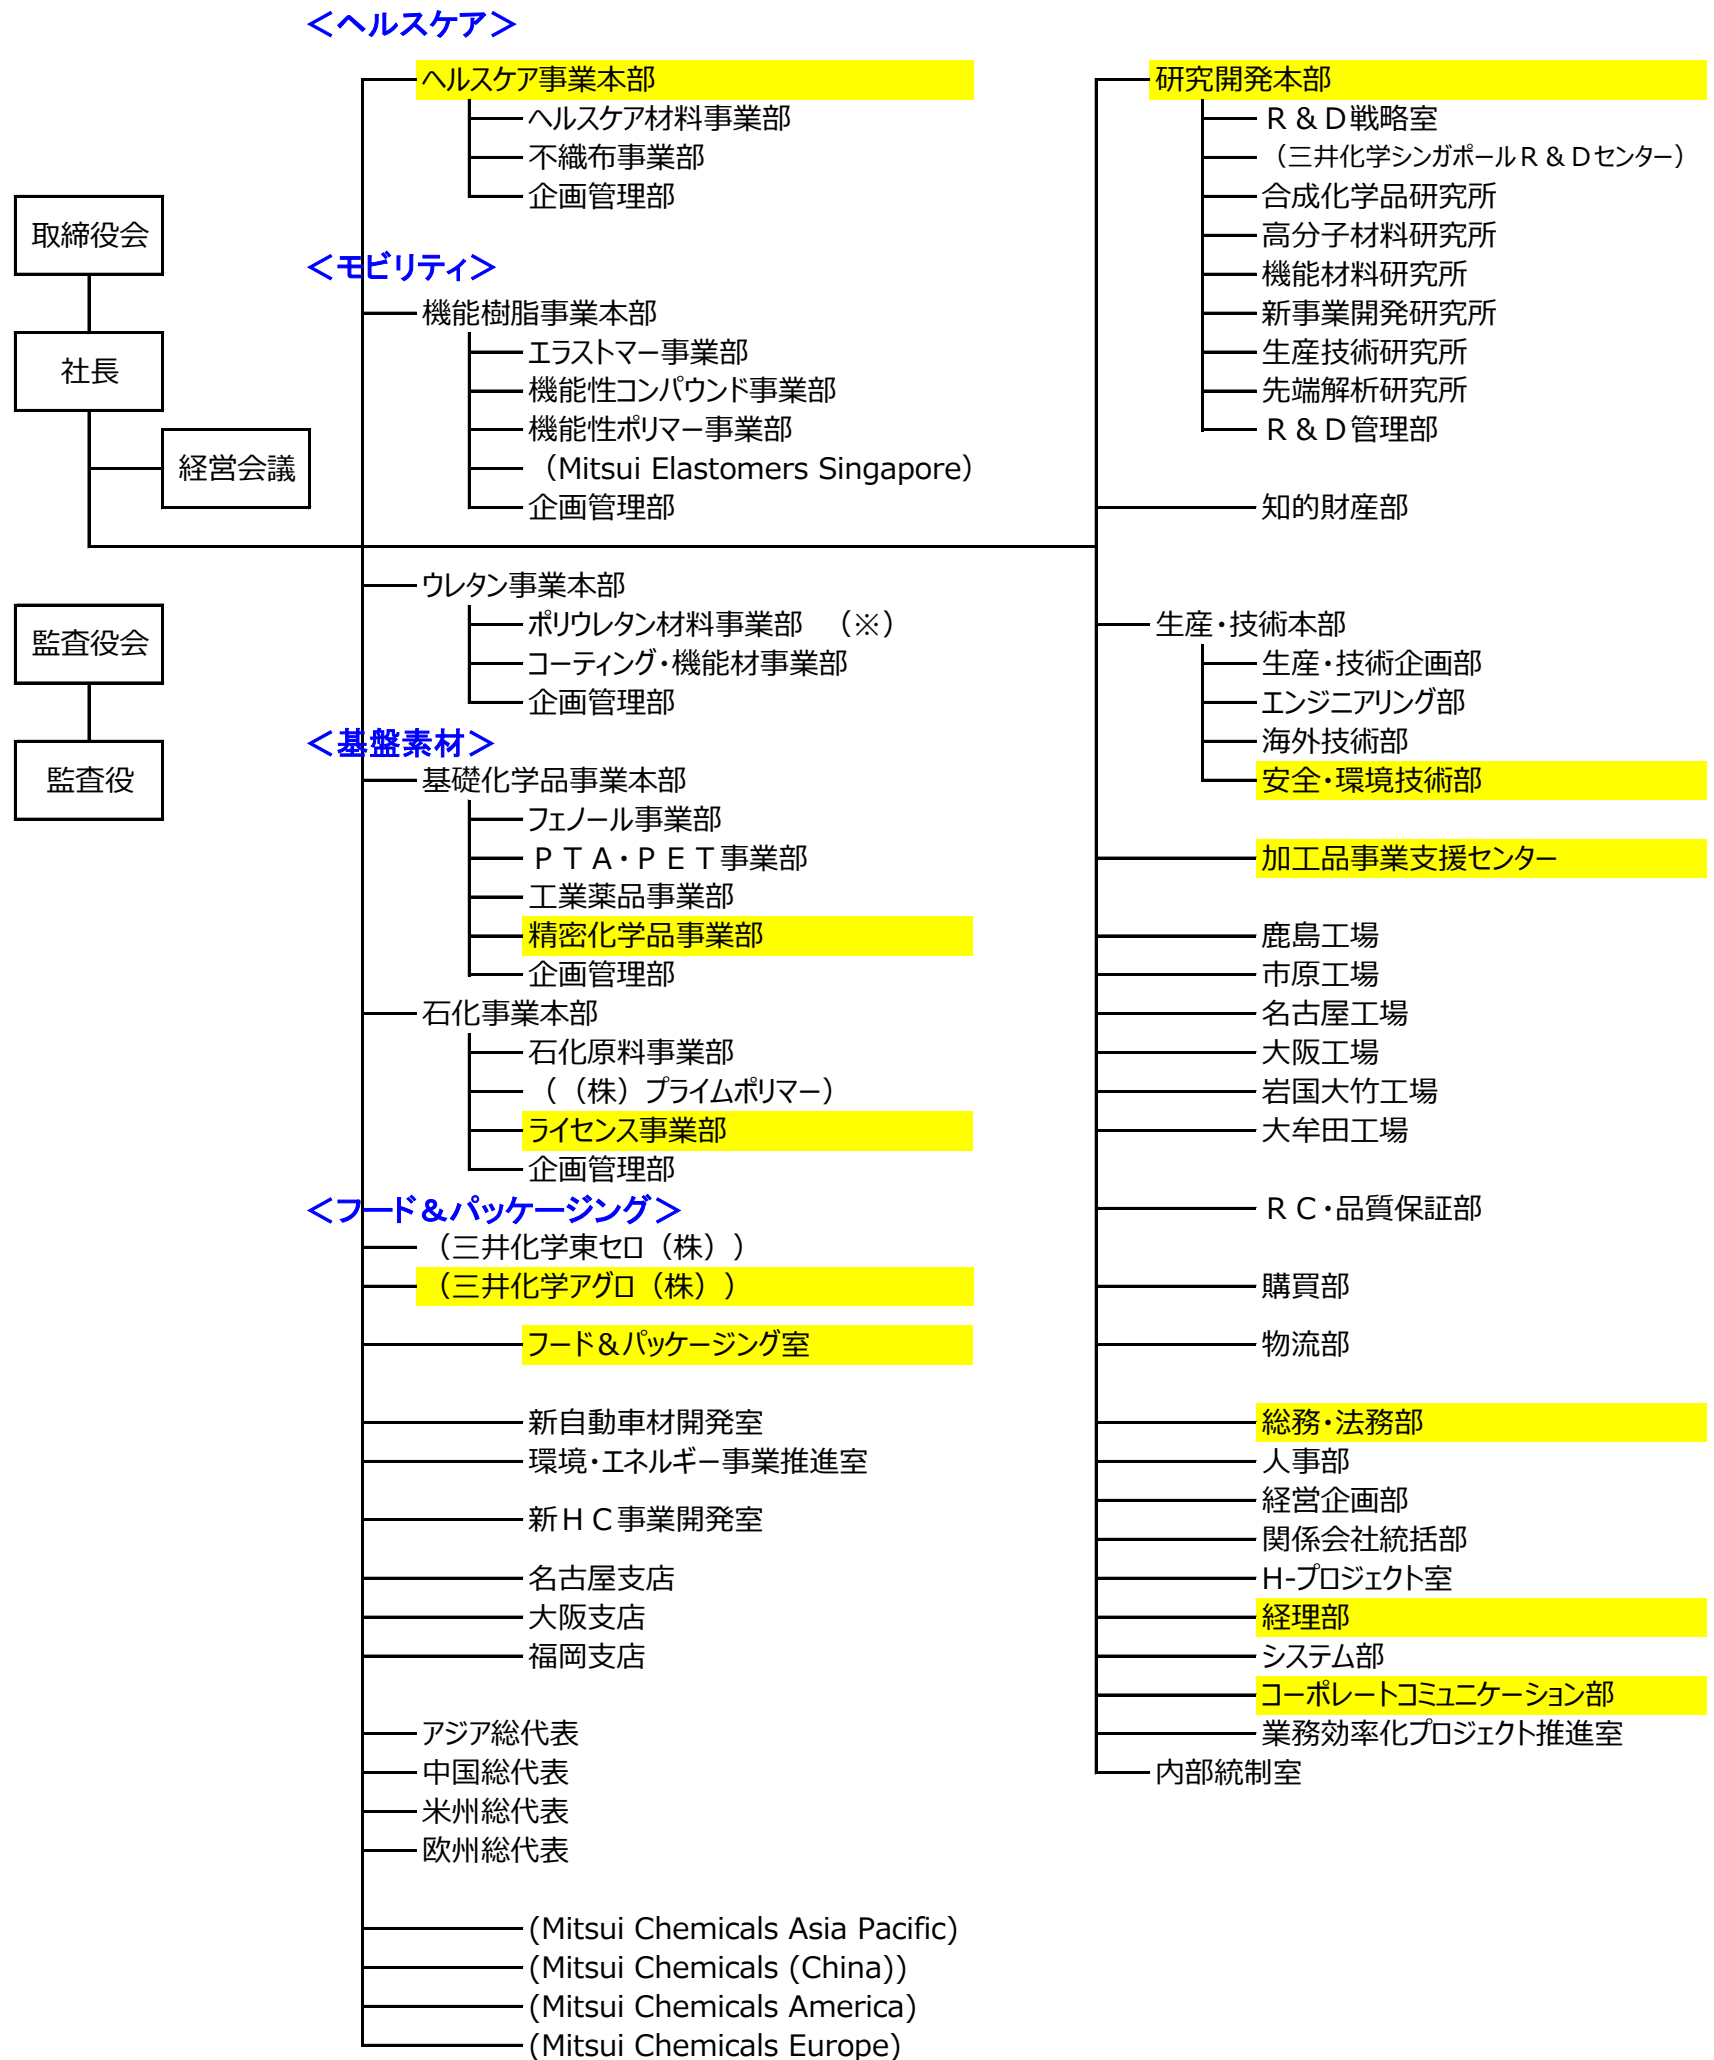 <ヘルスケア>
ヘルスケア事業本部
ヘルスケア材料事業部
不織布事業部
企画管理部
取締役会
社長
経営会議
監査役会
監査役
<モビリティ>
機能樹脂事業本部
エラストマー事業部
機能性コンパウンド事業部
機能性ポリマー事業部
（Mitsui Elastomers Singapore）
企画管理部
ウレタン事業本部
ポリウレタン材料事業部　（※）
コーティング・機能材事業部
企画管理部
<基盤素材>
基礎化学品事業本部
フェノール事業部
ＰＴＡ・ＰＥＴ事業部
工業薬品事業部
精密化学品事業部
企画管理部
石化事業本部
石化原料事業部
（（株）プライムポリマー）
ライセンス事業部
企画管理部
<フード＆パッケージング>
（三井化学東セロ（株））
（三井化学アグロ（株））
フード＆パッケージング室
新自動車材開発室
環境・エネルギー事業推進室
新ＨＣ事業開発室
名古屋支店
大阪支店
福岡支店
アジア総代表
中国総代表
米州総代表
欧州総代表
(Mitsui Chemicals Asia Pacific)
(Mitsui Chemicals (China))
(Mitsui Chemicals America)
(Mitsui Chemicals Europe)
研究開発本部
Ｒ＆Ｄ戦略室
（三井化学シンガポールＲ＆Ｄセンター）
合成化学品研究所
高分子材料研究所
機能材料研究所
新事業開発研究所
生産技術研究所
先端解析研究所
Ｒ＆Ｄ管理部
知的財産部
生産・技術本部
生産・技術企画部
エンジニアリング部
海外技術部
安全・環境技術部
加工品事業支援センター
鹿島工場
市原工場
名古屋工場
大阪工場
岩国大竹工場
大牟田工場
ＲＣ・品質保証部
購買部
物流部
総務・法務部
人事部
経営企画部
関係会社統括部
H-プロジェクト室
経理部
システム部
コーポレートコミュニケーション部
業務効率化プロジェクト推進室
内部統制室